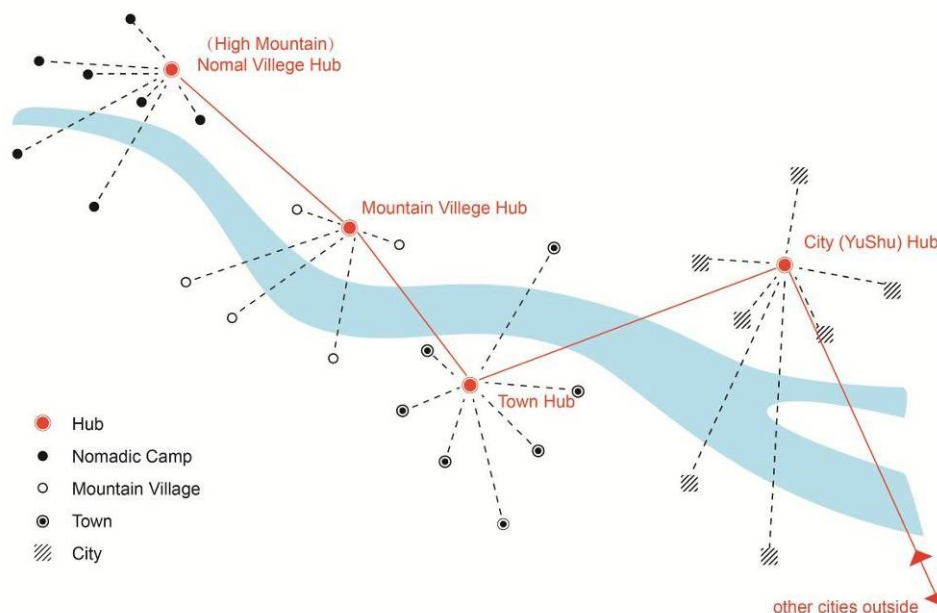 （High Mountain）
Nomal Villege Hub
Mountain Villege Hub
City (YuShu) Hub
Town Hub
Hub
Nomadic Camp
Mountain Village
Town
City
other cities outside